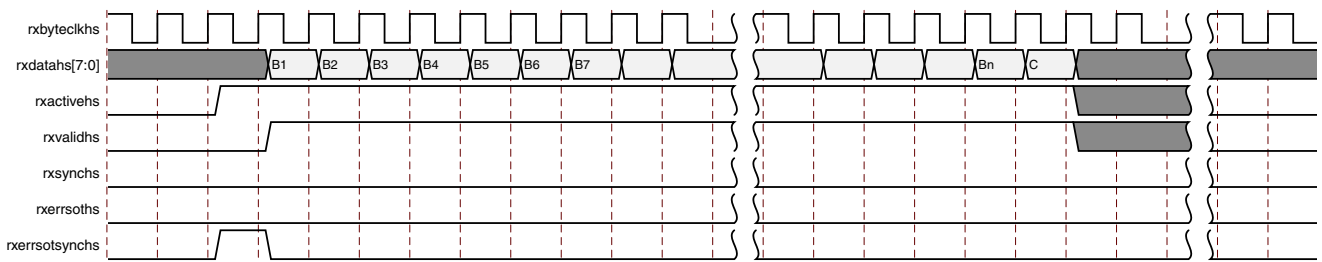 rxbyteclkhs
rxdatahs[7:0] B1 B2 B3 B4 B5 B6 B7 Bn C
rxactivehs
rxvalidhs
rxsynchs
rxerrsoths
rxerrsotsynchs